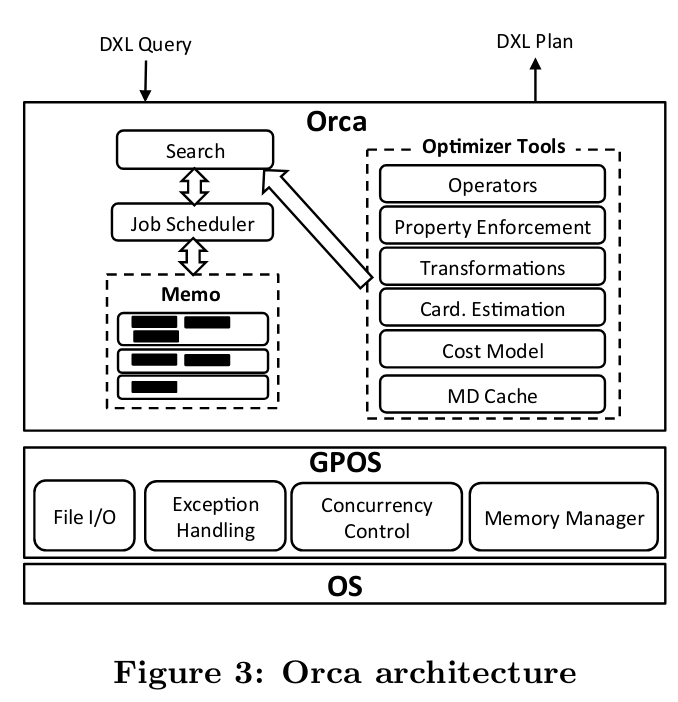 DXL Query
DXL Plan
Orca
Search
Job Scheduler
Memo
Optimizer Tools
Operators
Property Enforcement
Transformations
Card. Estimation
Cost Model
MD Cache
GPOS
File I/O
Exception
Handling
Concurrency
Control
Memory Manager
OS
Figure 3: Orca architecture